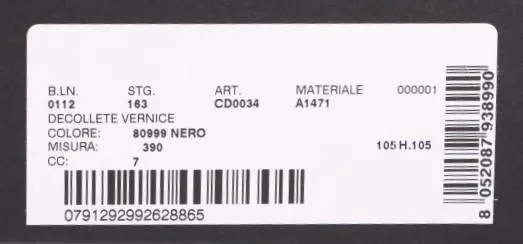 B.LN. STG. ART. MATERIALE 000001
0112 163 CD0034 A1471
DECOLLETE VERNICE
COLORE: 80999 NERO
MISURA: 390 105 H.105
CC: 7
0791292992628865
8 052087 938990